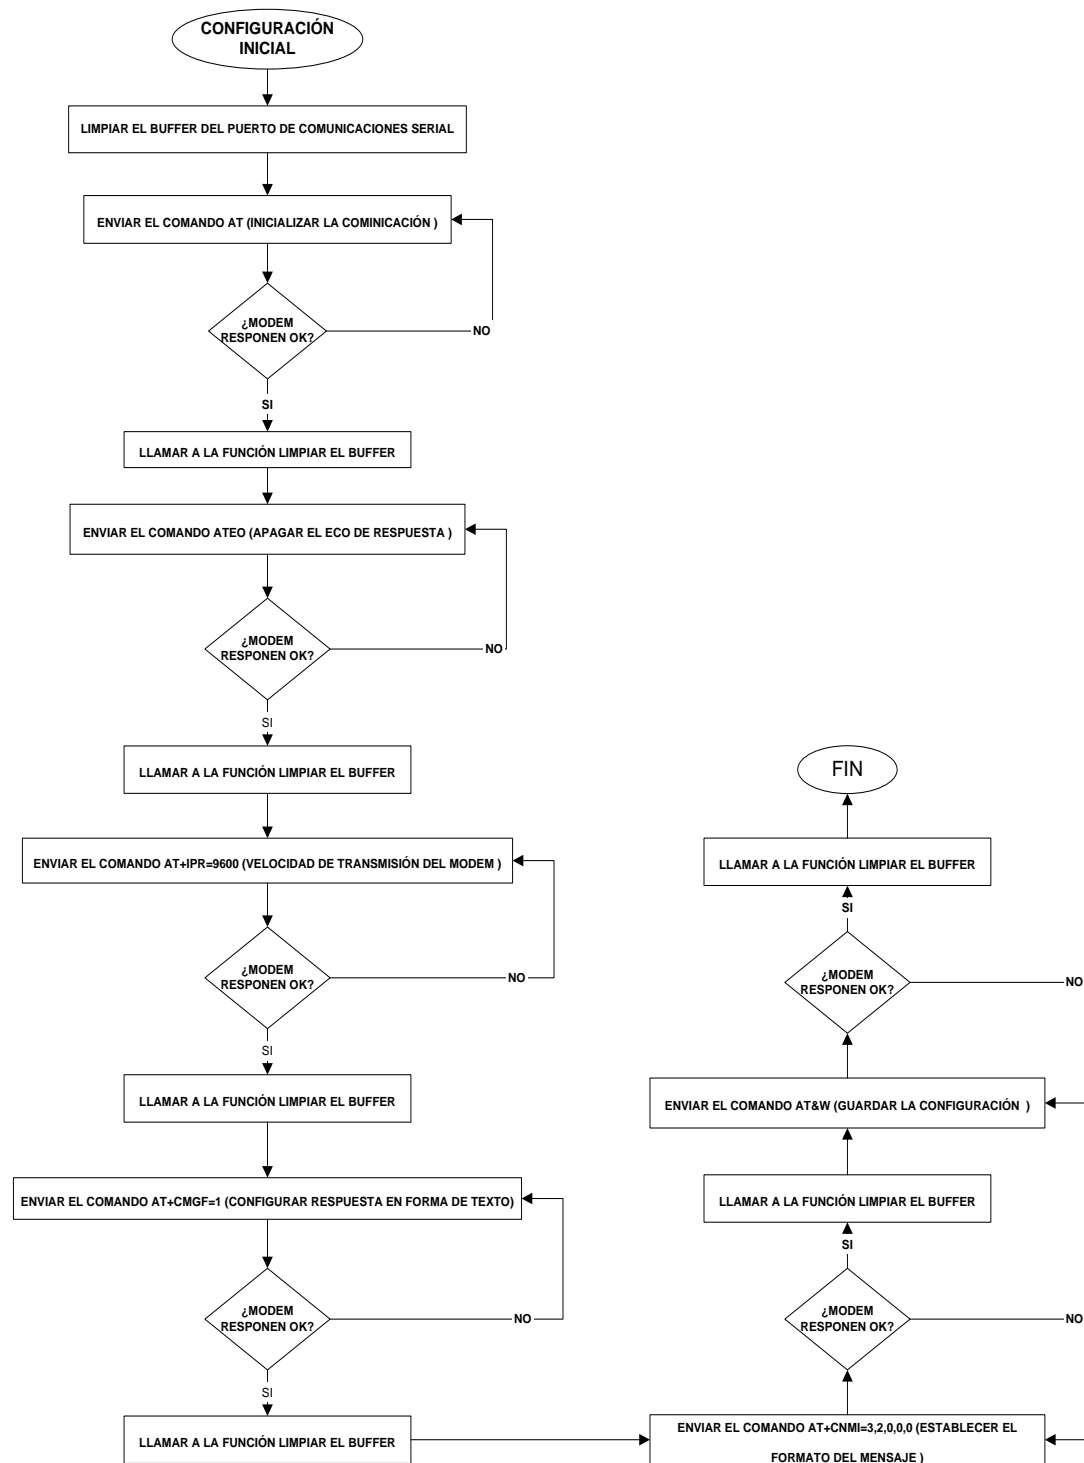 CONFIGURACIÓN
INICIAL
LIMPIAR EL BUFFER DEL PUERTO DE COMUNICACIONES SERIAL
ENVIAR EL COMANDO AT (INICIALIZAR LA COMINICACIÓN )
¿MODEM
RESPONEN OK?
NO
SI
LLAMAR A LA FUNCIÓN LIMPIAR EL BUFFER
ENVIAR EL COMANDO ATEO (APAGAR EL ECO DE RESPUESTA )
¿MODEM
RESPONEN OK?
NO
SI
LLAMAR A LA FUNCIÓN LIMPIAR EL BUFFER
ENVIAR EL COMANDO AT+IPR=9600 (VELOCIDAD DE TRANSMISIÓN DEL MODEM )
¿MODEM
RESPONEN OK?
NO
SI
LLAMAR A LA FUNCIÓN LIMPIAR EL BUFFER
ENVIAR EL COMANDO AT+CMGF=1 (CONFIGURAR RESPUESTA EN FORMA DE TEXTO)
¿MODEM
RESPONEN OK?
NO
SI
LLAMAR A LA FUNCIÓN LIMPIAR EL BUFFER
ENVIAR EL COMANDO AT+CNMI=3,2,0,0,0 (ESTABLECER EL
FORMATO DEL MENSAJE )
¿MODEM
RESPONEN OK?
NO
SI
LLAMAR A LA FUNCIÓN LIMPIAR EL BUFFER
ENVIAR EL COMANDO AT&W (GUARDAR LA CONFIGURACIÓN )
¿MODEM
RESPONEN OK?
NO
SI
LLAMAR A LA FUNCIÓN LIMPIAR EL BUFFER
FIN